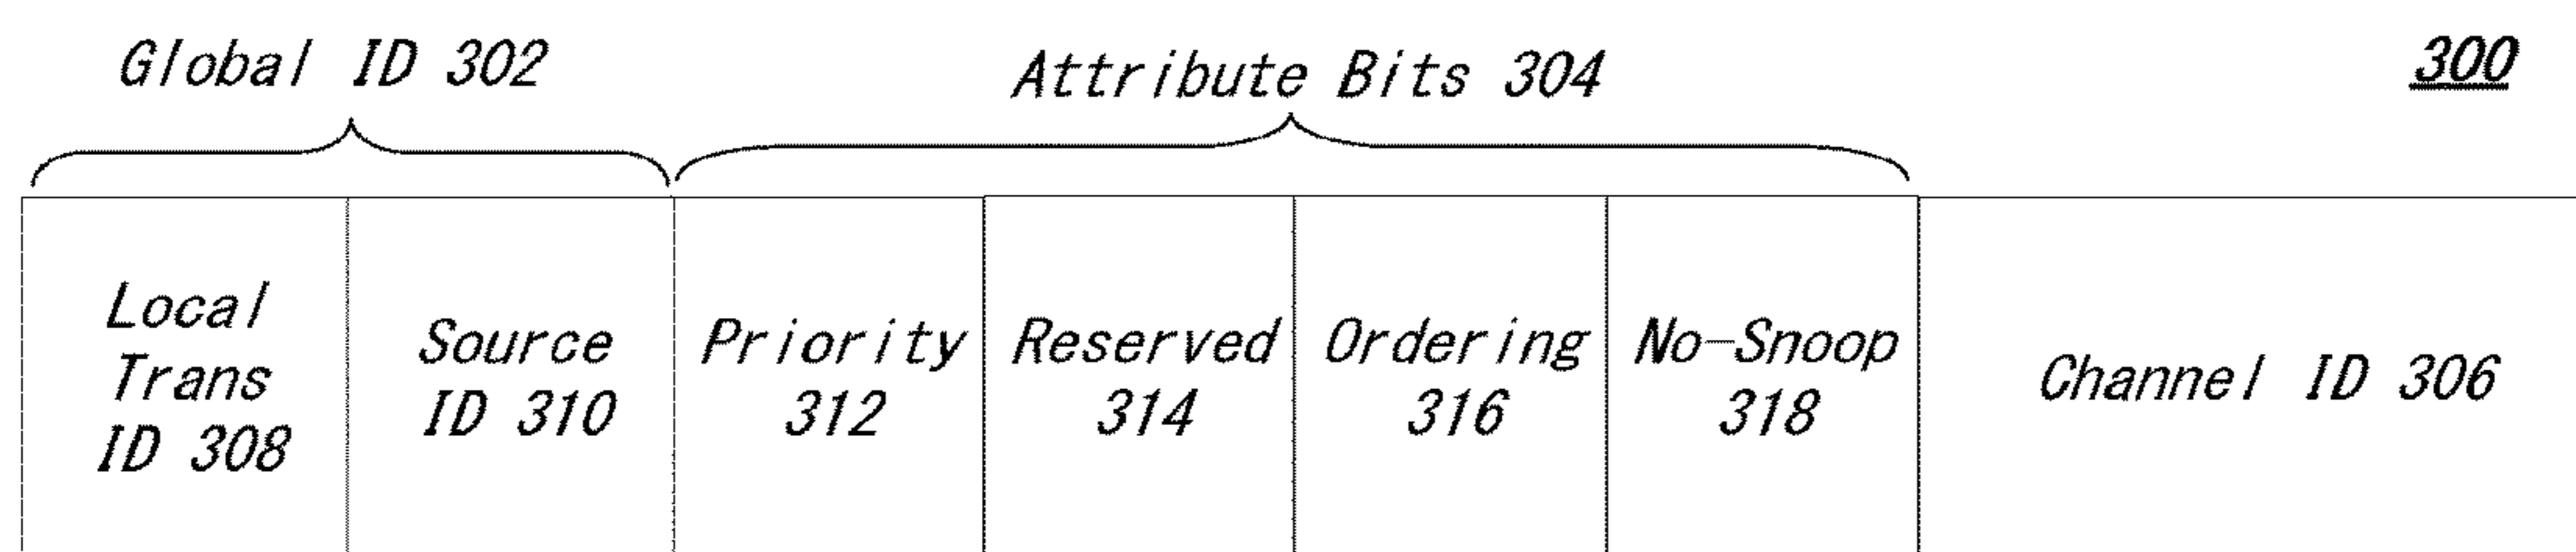 Global ID 302
Attribute Bits 304
300
Local
Trans
ID 308
Source
ID 310
Priority
312
Reserved
314
Ordering
316
No-Snoop
318
Channel ID 306